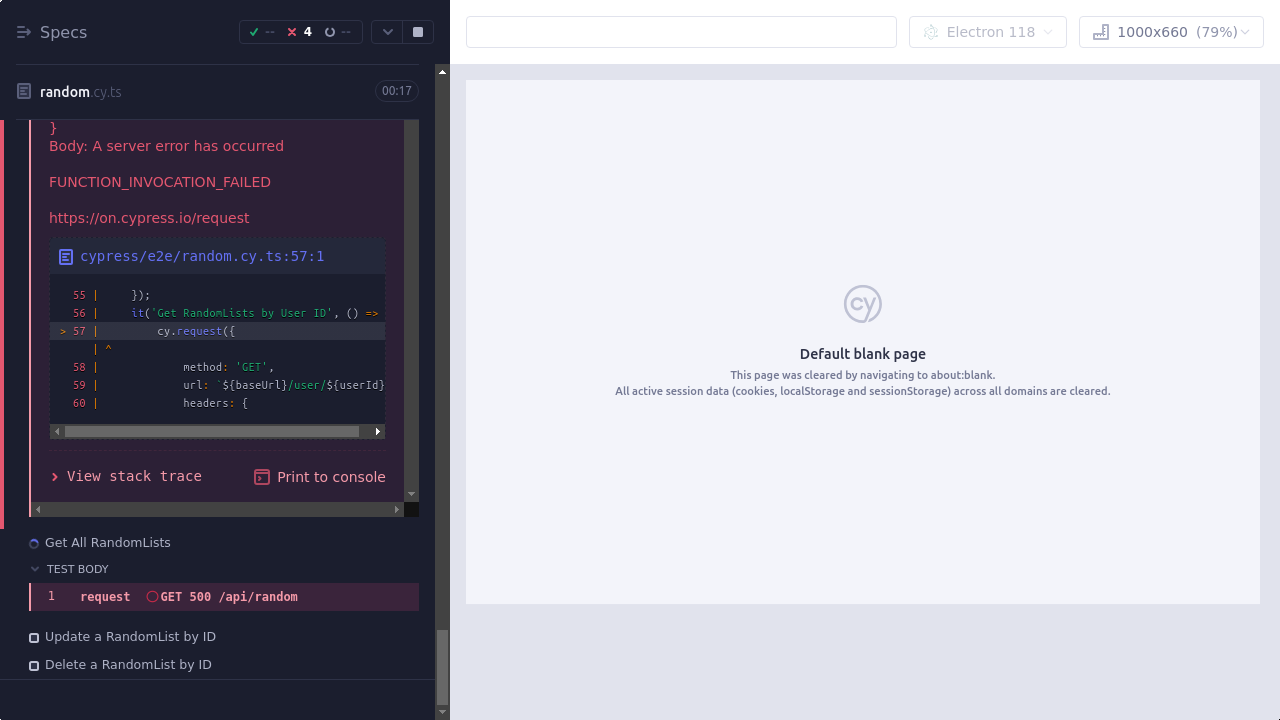 Specs
-- 4 --
Electron 118
1000x660 (79%)
random.cy.ts
00:17
}
Body: A server error has occurred
FUNCTION_INVOCATION_FAILED
https://on.cypress.io/request
cypress/e2e/random.cy.ts:57:1
55 |     });
56 |     it('Get RandomLists by User ID', () =>
> 57 |         cy.request({
| ^
58 |             method: 'GET',
59 |             url: `${baseUrl}/user/${userId}
60 |             headers: {
View stack trace
Print to console
Get All RandomLists
TEST BODY
1 request GET 500 /api/random
Update a RandomList by ID
Delete a RandomList by ID
cy
Default blank page
This page was cleared by navigating to about:blank.
All active session data (cookies, localStorage and sessionStorage) across all domains are cleared.